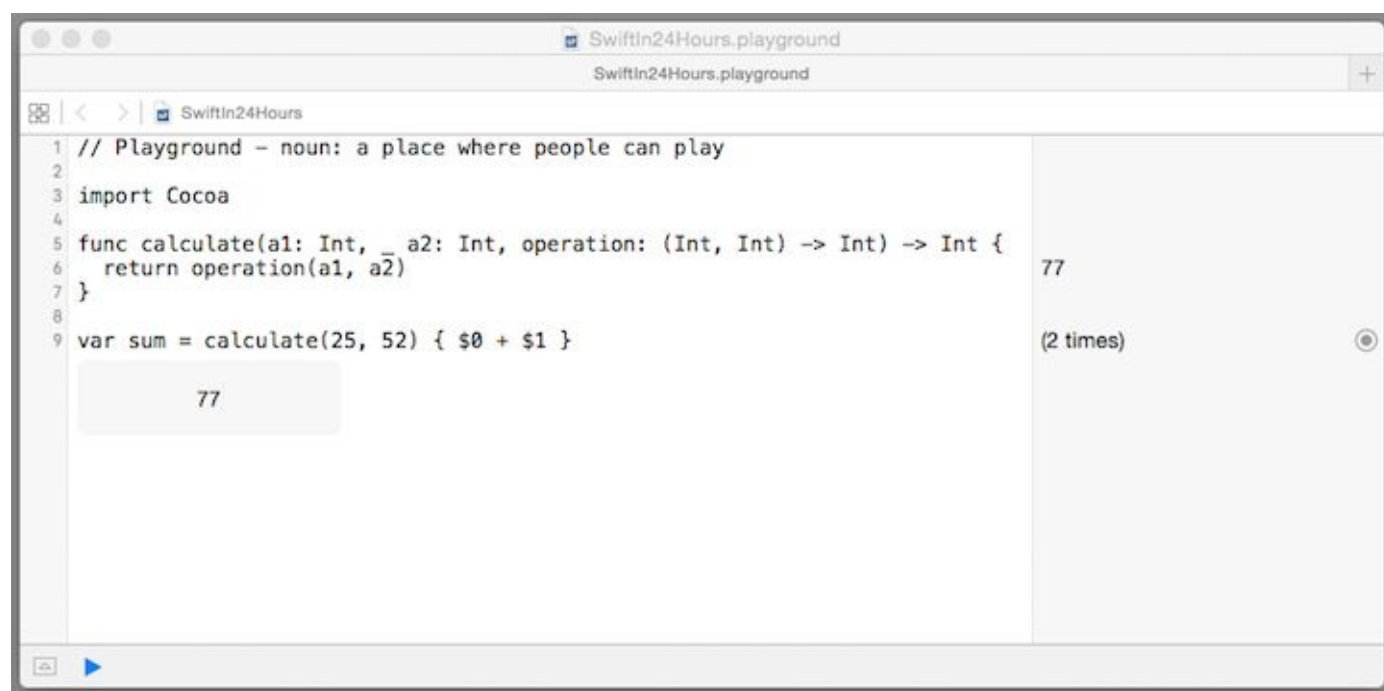 SwiftIn24Hours.playground
SwiftIn24Hours.playground
SwiftIn24Hours
1 // Playground – noun: a place where people can play
2
3 import Cocoa
4
5 func calculate(a1: Int, _ a2: Int, operation: (Int, Int) -> Int) -> Int {
6 return operation(a1, a2) 77
7 }
8
9 var sum = calculate(25, 52) { $0 + $1 } (2 times)
77